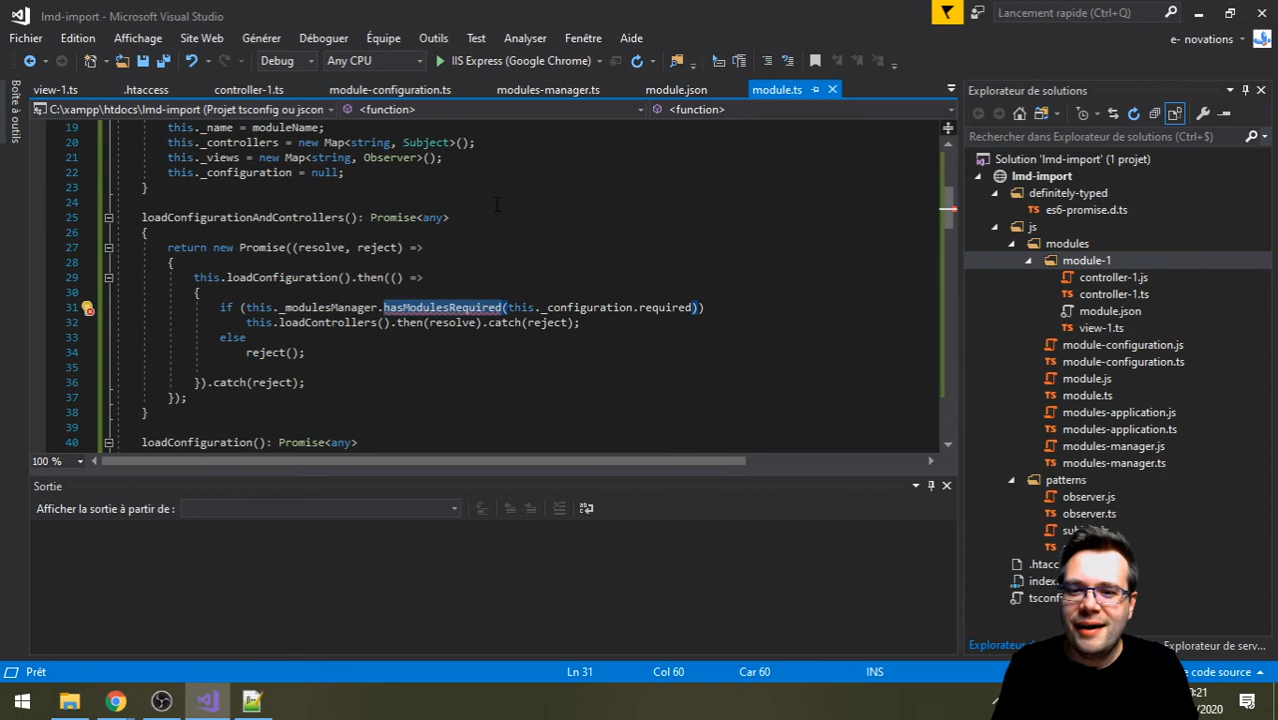 lmd-import - Microsoft Visual Studio
Lancement rapide (Ctrl+Q)
Fichier Edition Affichage Site Web Générer Déboguer Équipe Outils Test Analyser Fenêtre Aide
e- novations
Debug Any CPU IIS Express (Google Chrome)
Boîte à outils
view-1.ts .htaccess controller-1.ts module-configuration.ts modules-manager.ts module.json module.ts
C:\xampp\htdocs\lmd-import (Projet tsconfig ou jscon <function> <function>
19 this._name = moduleName;
20 this._controllers = new Map<string, Subject>();
21 this._views = new Map<string, Observer>();
22 this._configuration = null;
23 }
24
25 loadConfigurationAndControllers(): Promise<any>
26 {
27 return new Promise((resolve, reject) =>
28 {
29 this.loadConfiguration().then(() =>
30 {
31 if (this._modulesManager.hasModulesRequired(this._configuration.required))
32 this.loadControllers().then(resolve).catch(reject);
33 else
34 reject();
35
36 }).catch(reject);
37 });
38 }
39
40 loadConfiguration(): Promise<any>
100 %
Sortie
Afficher la sortie à partir de :
Explorateur de solutions
Rechercher dans Explorateur de solutions (Ctrl+$)
Solution 'lmd-import' (1 projet)
lmd-import
definitely-typed
es6-promise.d.ts
js
modules
module-1
controller-1.js
controller-1.ts
module.json
view-1.ts
module-configuration.js
module-configuration.ts
module.js
module.ts
modules-application.js
modules-application.ts
modules-manager.js
modules-manager.ts
patterns
observer.js
observer.ts
Explorateur de serv...
Prêt Ln 31 Col 60 Car 60 INS
code source